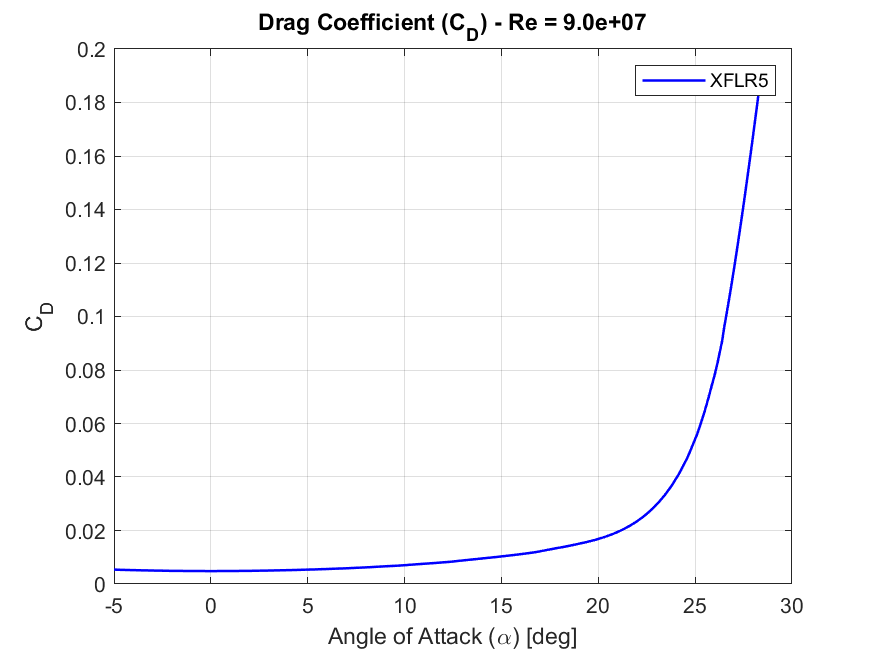 Drag Coefficient (C_D) - Re = 9.0e+07
XFLR5
0.2
0.18
0.16
0.14
0.12
0.1
0.08
0.06
0.04
0.02
0
C_D
-5 0 5 10 15 20 25 30
Angle of Attack (α) [deg]